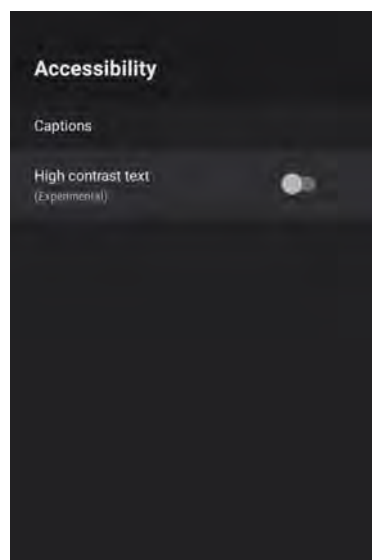 Accessibility
Captions
High contrast text
(Experimental)